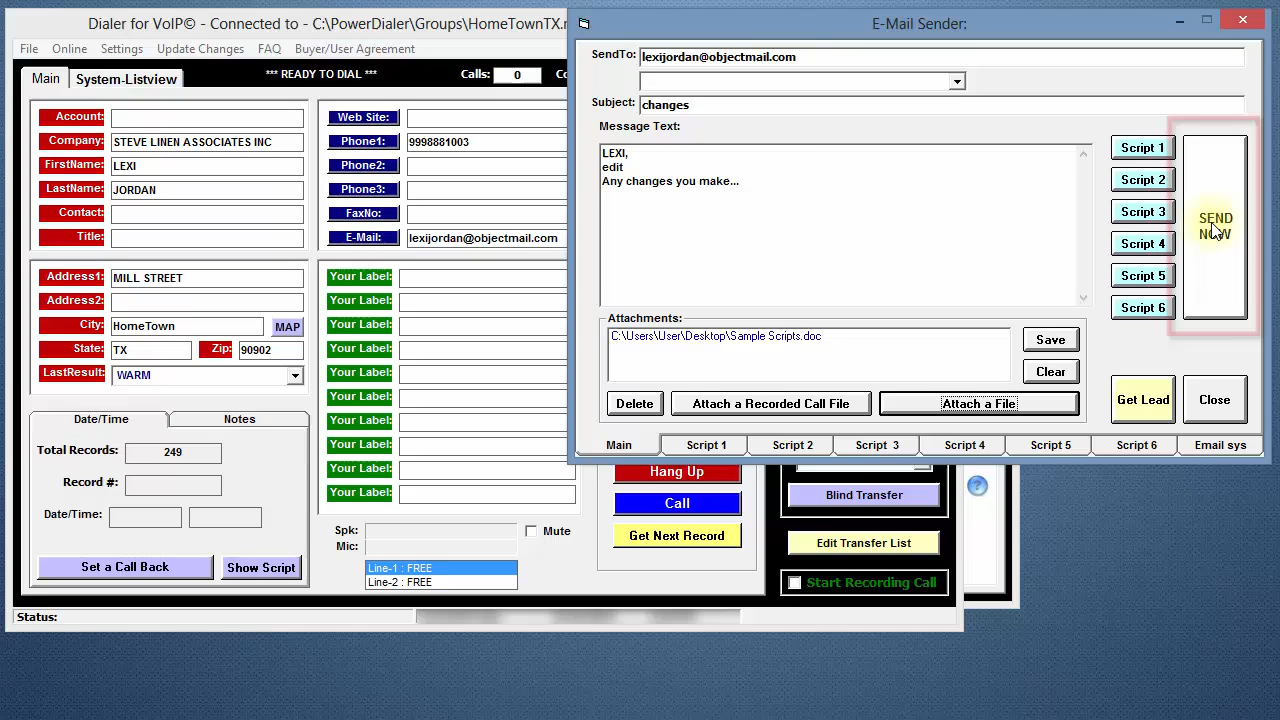 Dialer for VoIP© - Connected to - C:\PowerDialer\Groups\HomeTownTX.
File Online Settings Update Changes FAQ Buyer/User Agreement
Main System-Listview *** READY TO DIAL *** Calls: 0
Account:
Company: STEVE LINEN ASSOCIATES INC
FirstName: LEXI
LastName: JORDAN
Contact:
Title:
Web Site:
Phone1: 9998881003
Phone2:
Phone3:
FaxNo:
E-Mail: lexijordan@objectmail.com
Address1: MILL STREET
Address2:
City: HomeTown MAP
State: TX Zip: 90902
LastResult: WARM
Your Label:
Your Label:
Your Label:
Your Label:
Your Label:
Your Label:
Your Label:
Your Label:
Your Label:
Your Label:
Date/Time Notes
Total Records: 249
Record #:
Date/Time:
Set a Call Back Show Script
Spk:
Mic:
Mute
Line-1 : FREE
Line-2 : FREE
Hang Up
Call
Get Next Record
Blind Transfer
Edit Transfer List
Start Recording Call
?
Status:
E-Mail Sender:
SendTo: lexijordan@objectmail.com
Subject: changes
Message Text:
LEXI,
edit
Any changes you make...
Script 1
Script 2
Script 3
Script 4
Script 5
Script 6
SEND
NOW
Attachments:
C:\Users\User\Desktop\Sample Scripts.doc
Save
Clear
Delete Attach a Recorded Call File Attach a File
Get Lead Close
Main Script 1 Script 2 Script 3 Script 4 Script 5 Script 6 Email sys